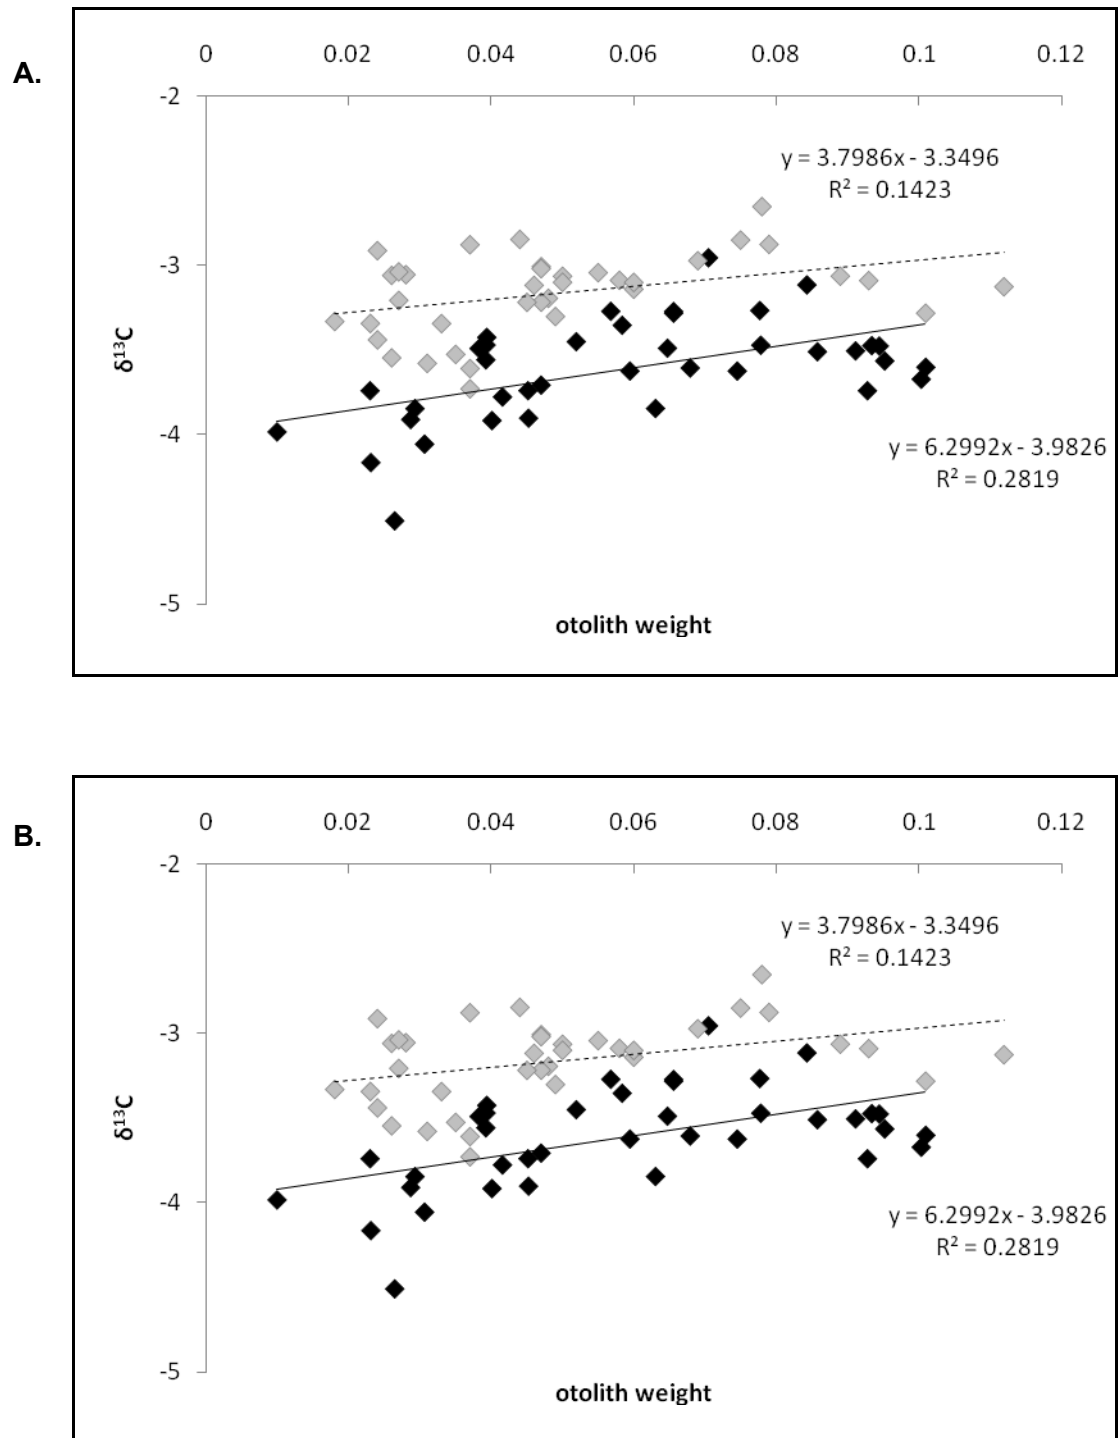 A.
0 0.02 0.04 0.06 0.08 0.1 0.12
-2
y = 3.7986x - 3.3496
R² = 0.1423
-3
δ¹³C
-4
y = 6.2992x - 3.9826
R² = 0.2819
-5
otolith weight
B.
0 0.02 0.04 0.06 0.08 0.1 0.12
-2
y = 3.7986x - 3.3496
R² = 0.1423
-3
δ¹³C
-4
y = 6.2992x - 3.9826
R² = 0.2819
-5
otolith weight